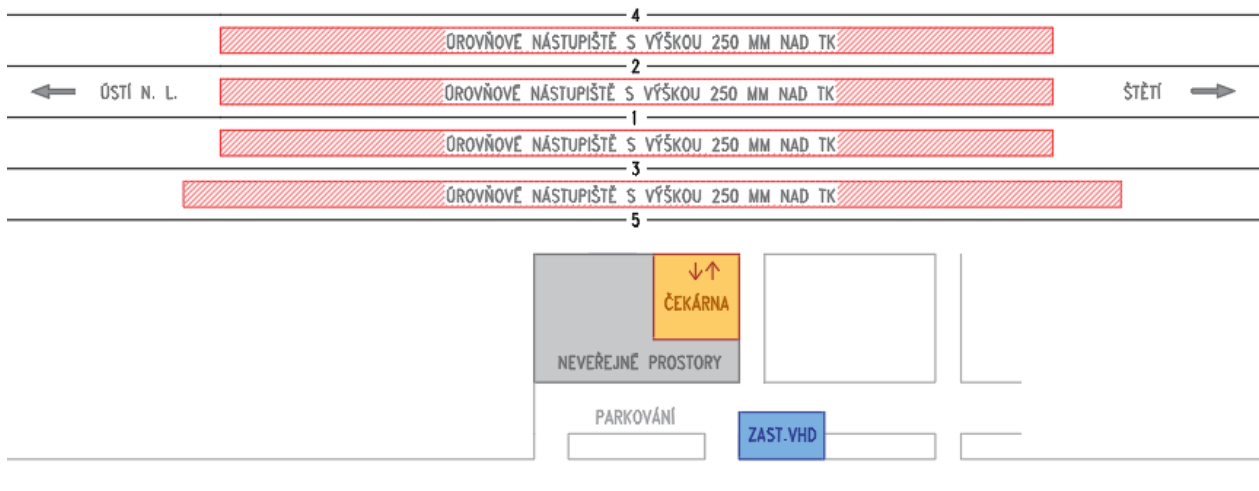 4
ÚROVŇOVÉ NÁSTUPIŠTĚ S VÝŠKOU 250 MM NAD TK
2
ÚSTÍ N. L.
ÚROVŇOVÉ NÁSTUPIŠTĚ S VÝŠKOU 250 MM NAD TK
ŠTĚTÍ
1
ÚROVŇOVÉ NÁSTUPIŠTĚ S VÝŠKOU 250 MM NAD TK
3
ÚROVŇOVÉ NÁSTUPIŠTĚ S VÝŠKOU 250 MM NAD TK
5
ČEKÁRNA
NEVEŘEJNÉ PROSTORY
PARKOVÁNÍ
ZAST.VHD